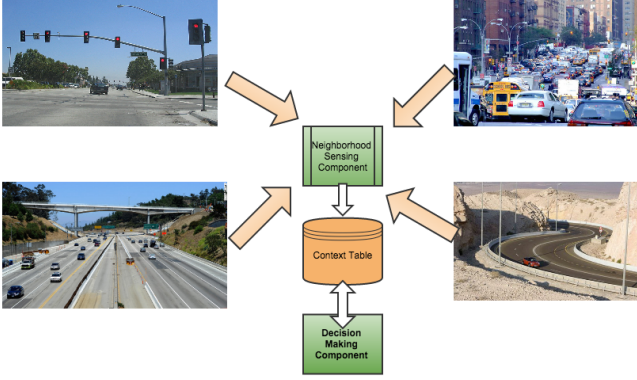 Neighborhood
Sensing
Component
Context Table
Decision
Making
Component